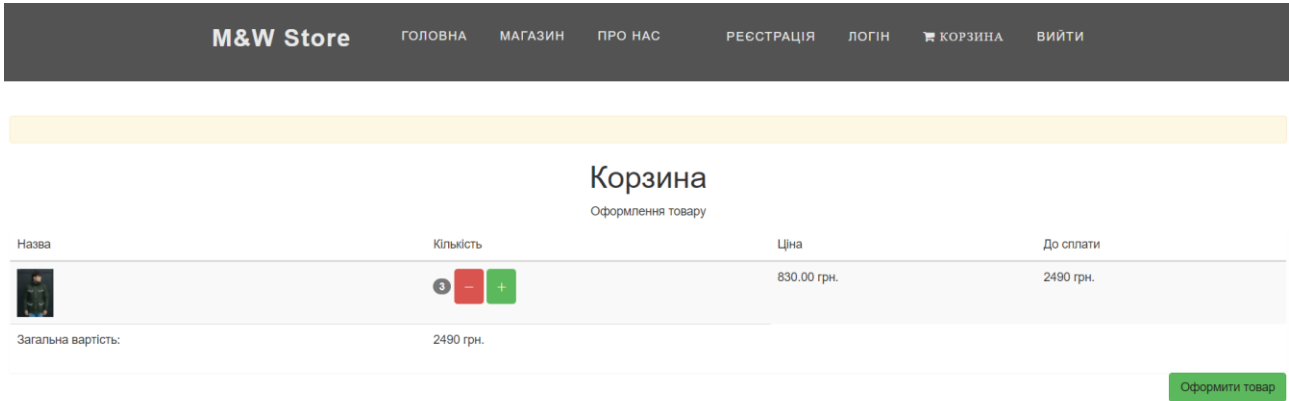 M&W Store ГОЛОВНА МАГАЗИН ПРО НАС РЕЄСТРАЦІЯ ЛОГІН КОРЗИНА ВИЙТИ
Корзина
Оформлення товару
Назва Кількість Ціна До сплати
3 − + 830.00 грн. 2490 грн.
Загальна вартість: 2490 грн.
Оформити товар